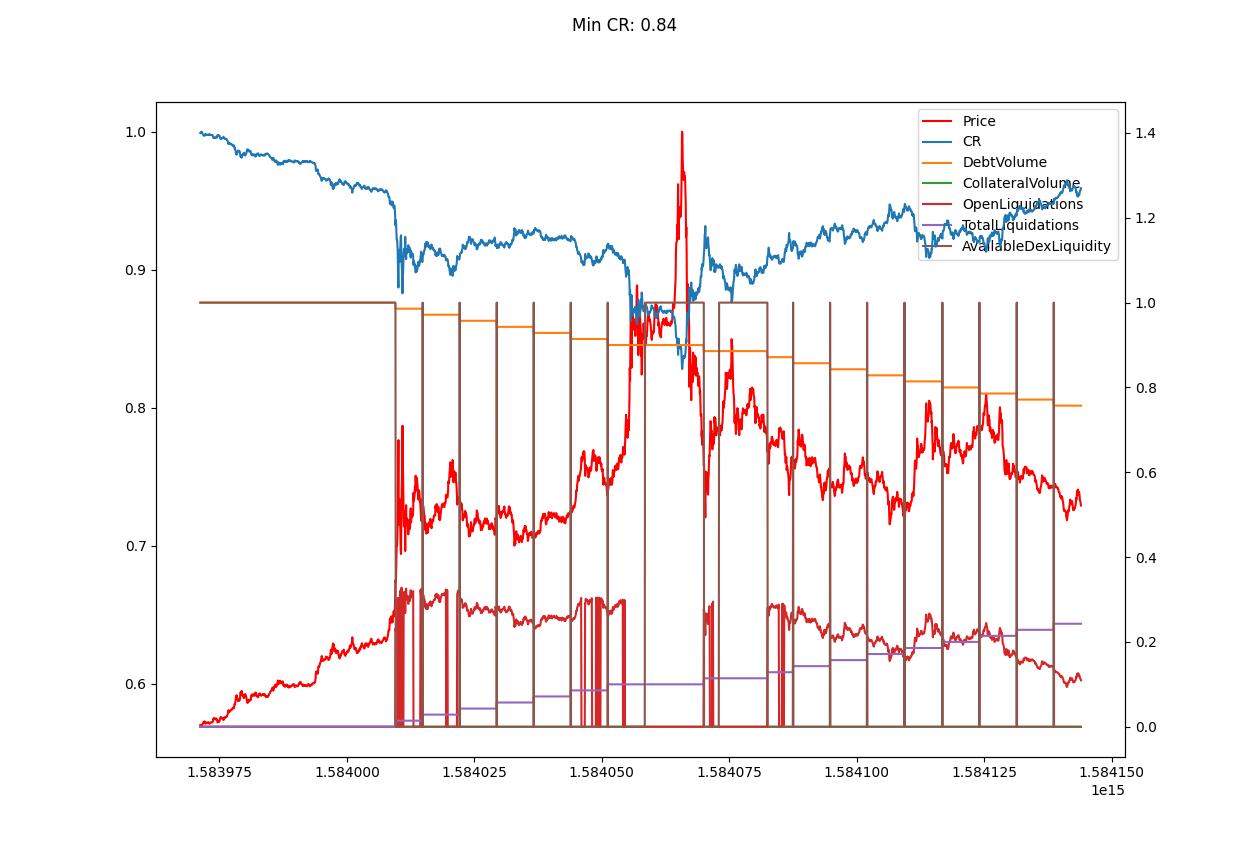 Min CR: 0.84
1.0
0.9
0.8
0.7
0.6
1.4
1.2
1.0
0.8
0.6
0.4
0.2
0.0
Price
CR
DebtVolume
CollateralVolume
OpenLiquidations
TotalLiquidations
AvailableDexLiquidity
1.583975 1.584000 1.584025 1.584050 1.584075 1.584100 1.584125 1.584150
1e15